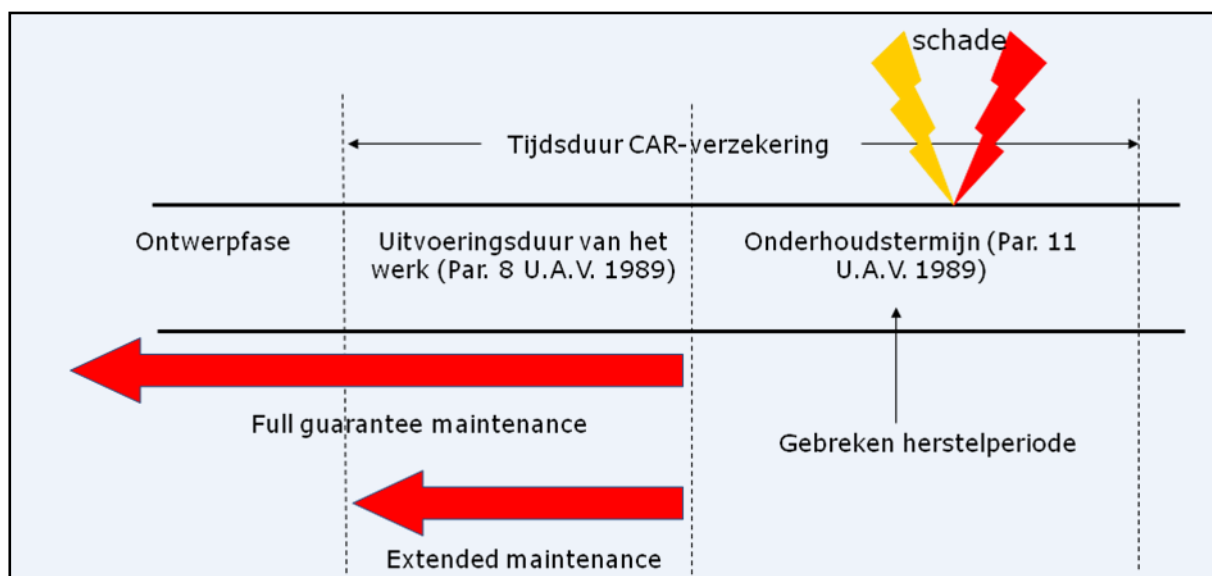 schade
Tijdsduur CAR-verzekering
Ontwerpfase
Uitvoeringsduur van het
werk (Par. 8 U.A.V. 1989)
Onderhoudstermijn (Par. 11
U.A.V. 1989)
Full guarantee maintenance
Gebreken herstelperiode
Extended maintenance